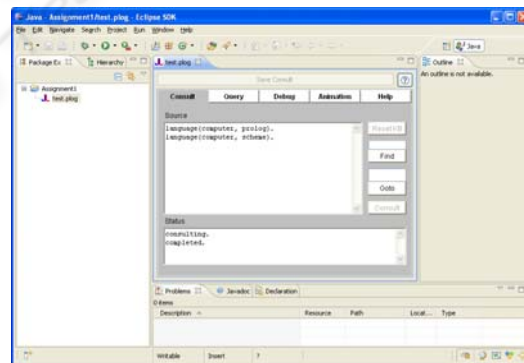 Java - Assignment1/test.plog - Eclipse SDK
File Edit Navigate Search Project Run Window Help
Java
Package Ex
Hierarchy
test.plog
Outline
An outline is not available.
Assignment1
test.plog
Save Consult
?
Consult Query Debug Animation Help
Source
language(computer, prolog).
language(computer, scheme).
Reset KB
Find
Goto
Consult
Status
consulting.
completed.
Problems Javadoc Declaration
0 items
Description Resource Path Locat... Type
Writable Insert 7